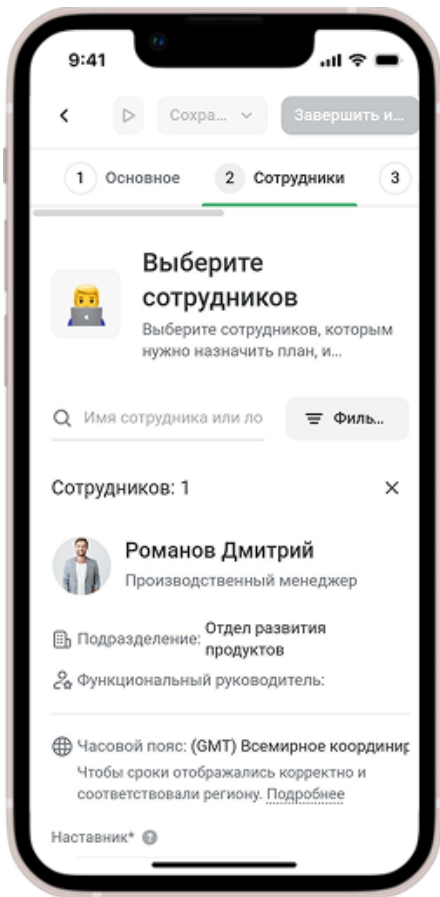 9:41
Сохра...
Завершить и...
1 Основное
2 Сотрудники
3
Выберите
сотрудников
Выберите сотрудников, которым
нужно назначить план, и...
Имя сотрудника или ло
Филь...
Сотрудников: 1
Романов Дмитрий
Производственный менеджер
Подразделение: Отдел развития
продуктов
Функциональный руководитель:
Часовой пояс: (GMT) Всемирное координир
Чтобы сроки отображались корректно и
соответствовали региону. Подробнее
Наставник*